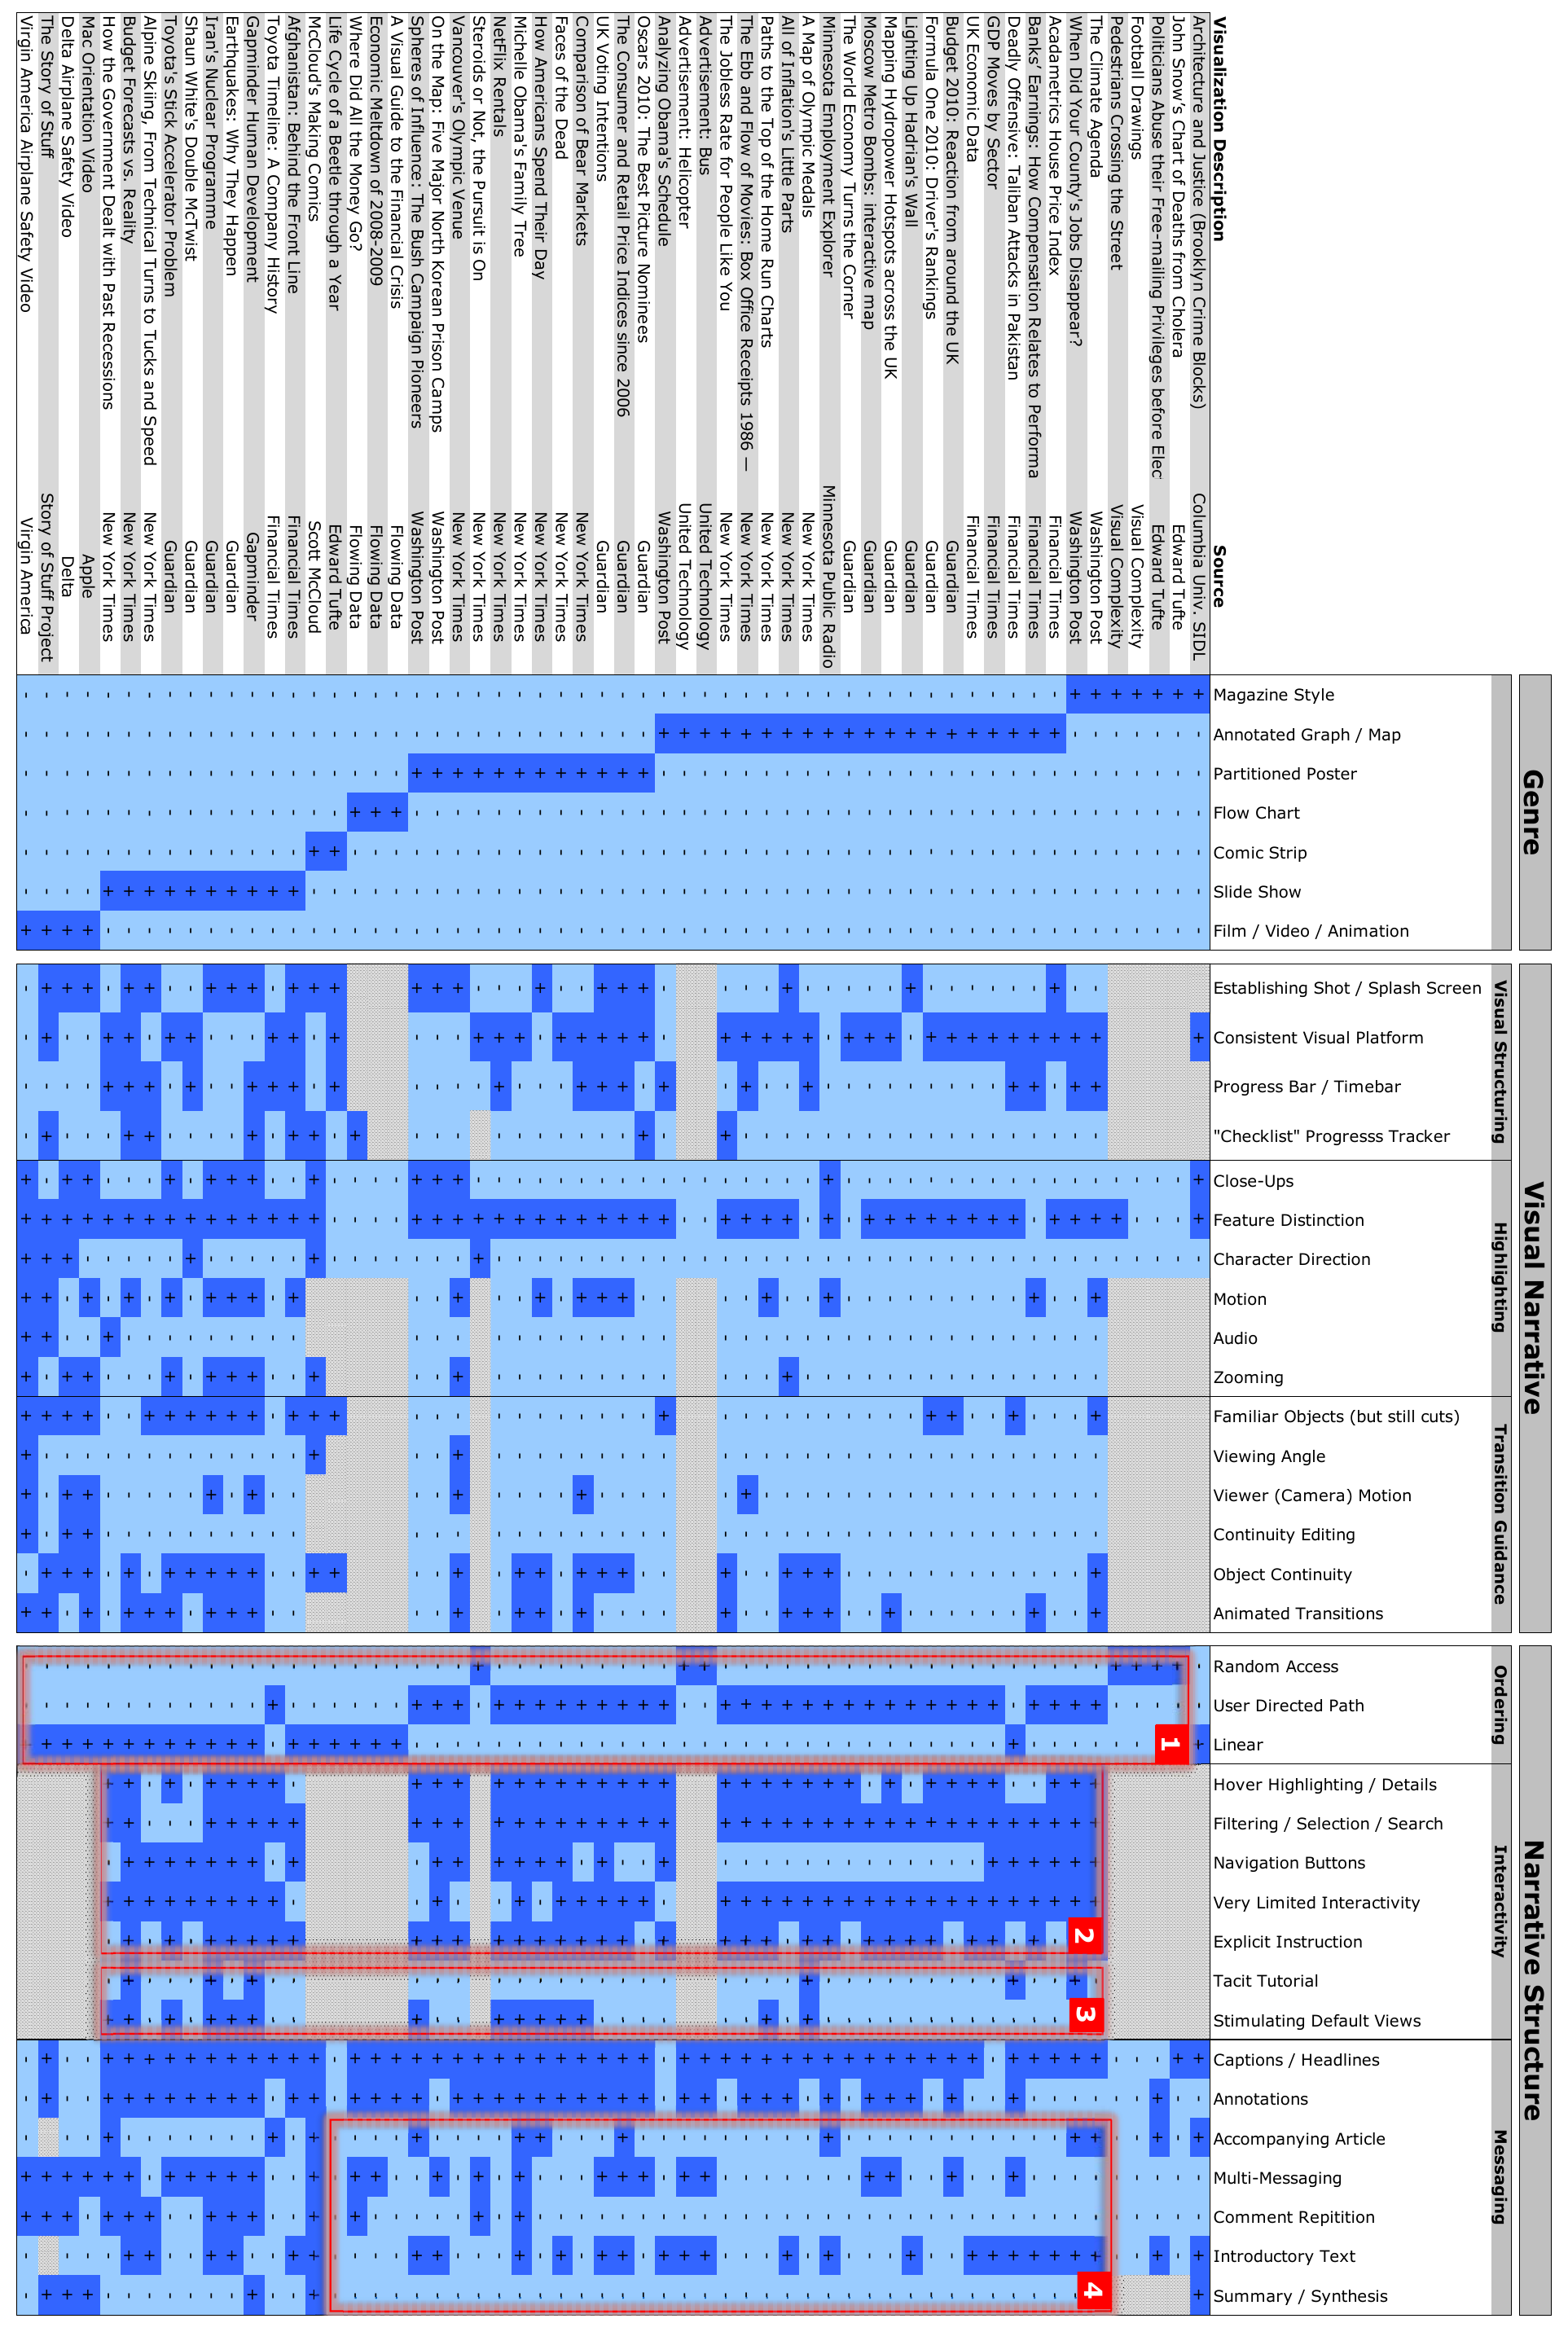 Visualization Description
Source
Architecture and Justice (Brooklyn Crime Blocks)
Columbia Univ. SIDL
John Snow's Chart of Deaths from Cholera
Edward Tufte
Politicians Abuse their Free-mailing Privileges before Elec
Edward Tufte
Football Drawings
Visual Complexity
Pedestrians Crossing the Street
Visual Complexity
The Climate Agenda
Washington Post
When Did Your County's Jobs Disappear?
Washington Post
Acadametrics House Price Index
Financial Times
Banks' Earnings: How Compensation Relates to Performa
Financial Times
Deadly Offensive: Taliban Attacks in Pakistan
Financial Times
GDP Moves by Sector
Financial Times
UK Economic Data
Financial Times
Budget 2010: Reaction from around the UK
Guardian
Formula One 2010: Driver's Rankings
Guardian
Lighting Up Hadrian's Wall
Guardian
Mapping Hydropower Hotspots across the UK
Guardian
Moscow Metro Bombs: interactive map
Guardian
The World Economy Turns the Corner
Guardian
Minnesota Employment Explorer
Minnesota Public Radio
A Map of Olympic Medals
New York Times
All of Inflation's Little Parts
New York Times
Paths to the Top of the Home Run Charts
New York Times
The Ebb and Flow of Movies: Box Office Receipts 1986 —
New York Times
The Jobless Rate for People Like You
New York Times
Advertisement: Bus
United Technology
Advertisement: Helicopter
United Technology
Analyzing Obama's Schedule
Washington Post
Oscars 2010: The Best Picture Nominees
Guardian
The Consumer and Retail Price Indices since 2006
Guardian
UK Voting Intentions
Guardian
Comparison of Bear Markets
New York Times
Faces of the Dead
New York Times
How Americans Spend Their Day
New York Times
Michelle Obama's Family Tree
New York Times
NetFlix Rentals
New York Times
Steroids or Not, the Pursuit is On
New York Times
Vancouver's Olympic Venue
New York Times
On the Map: Five Major North Korean Prison Camps
Washington Post
Spheres of Influence: The Bush Campaign Pioneers
Washington Post
A Visual Guide to the Financial Crisis
Flowing Data
Economic Meltdown of 2008-2009
Flowing Data
Where Did All the Money Go?
Flowing Data
Life Cycle of a Beetle through a Year
Edward Tufte
McCloud's Making Comics
Scott McCloud
Afghanistan: Behind the Front Line
Financial Times
Toyota Timeline: A Company History
Financial Times
Gapminder Human Development
Gapminder
Earthquakes: Why They Happen
Guardian
Iran's Nuclear Programme
Guardian
Shaun White's Double McTwist
Guardian
Toyota's Stick Accelerator Problem
Guardian
Alpine Skiing, From Technical Turns to Tucks and Speed
New York Times
Budget Forecasts vs. Reality
New York Times
How the Government Dealt with Past Recessions
New York Times
Mac Orientation Video
Apple
Delta Airplane Safety Video
Delta
The Story of Stuff
Story of Stuff Project
Virgin America Airplane Safety Video
Virgin America
Genre
Magazine Style
Annotated Graph / Map
Partitioned Poster
Flow Chart
Comic Strip
Slide Show
Film / Video / Animation
Visual Narrative
Visual Structuring
Establishing Shot / Splash Screen
Consistent Visual Platform
Progress Bar / Timebar
"Checklist" Progresss Tracker
Highlighting
Close-Ups
Feature Distinction
Character Direction
Motion
Audio
Zooming
Transition Guidance
Familiar Objects (but still cuts)
Viewing Angle
Viewer (Camera) Motion
Continuity Editing
Object Continuity
Animated Transitions
Narrative Structure
Ordering
Random Access
User Directed Path
Linear
1
Interactivity
Hover Highlighting / Details
Filtering / Selection / Search
Navigation Buttons
Very Limited Interactivity
Explicit Instruction
2
Tacit Tutorial
Stimulating Default Views
3
Messaging
Captions / Headlines
Annotations
Accompanying Article
Multi-Messaging
Comment Repitition
Introductory Text
Summary / Synthesis
4